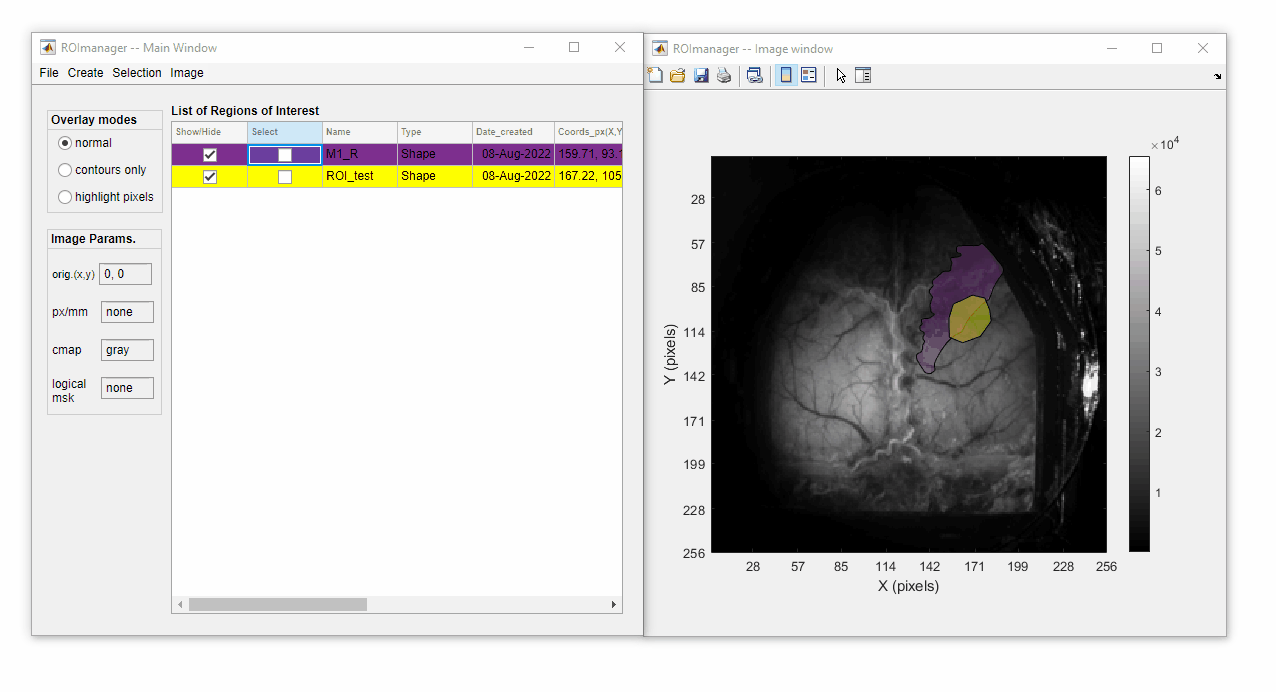 ROImanager -- Main Window
File Create Selection Image
Overlay modes
normal
contours only
highlight pixels
Image Params.
orig.(x,y) 0, 0
px/mm none
cmap gray
logical msk none
List of Regions of Interest
Show/Hide Select Name Type Date_created Coords_px(X,Y
M1_R Shape 08-Aug-2022 159.71, 93.1
ROI_test Shape 08-Aug-2022 167.22, 105
ROImanager -- Image window
×10⁴
6
5
4
3
2
1
Y (pixels)
28
57
85
114
142
171
199
228
256
28 57 85 114 142 171 199 228 256
X (pixels)